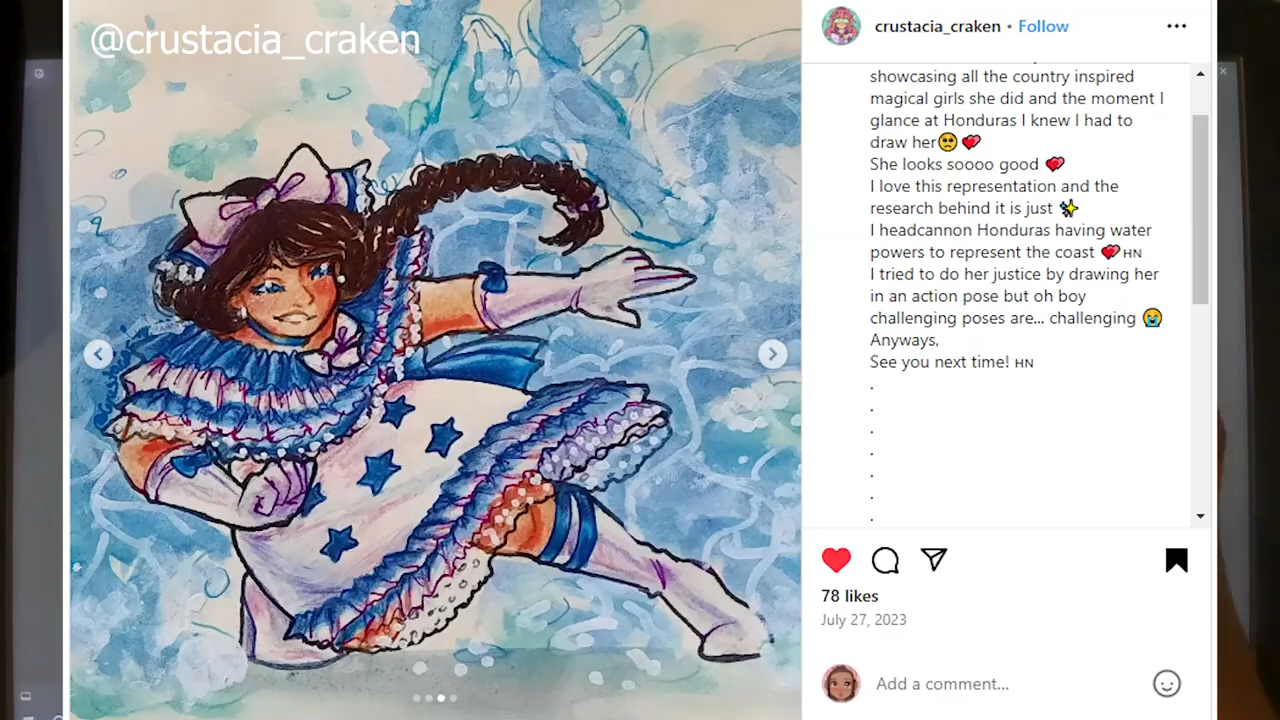 @crustacia_craken
crustacia_craken • Follow
showcasing all the country inspired
magical girls she did and the moment I
glance at Honduras I knew I had to
draw her🥺💕
She looks soooo good 💕
I love this representation and the
research behind it is just ✨
I headcannon Honduras having water
powers to represent the coast 💕🇭🇳
I tried to do her justice by drawing her
in an action pose but oh boy
challenging poses are... challenging 😭
Anyways,
See you next time! 🇭🇳
.
.
.
.
.
.
.
78 likes
July 27, 2023
Add a comment...